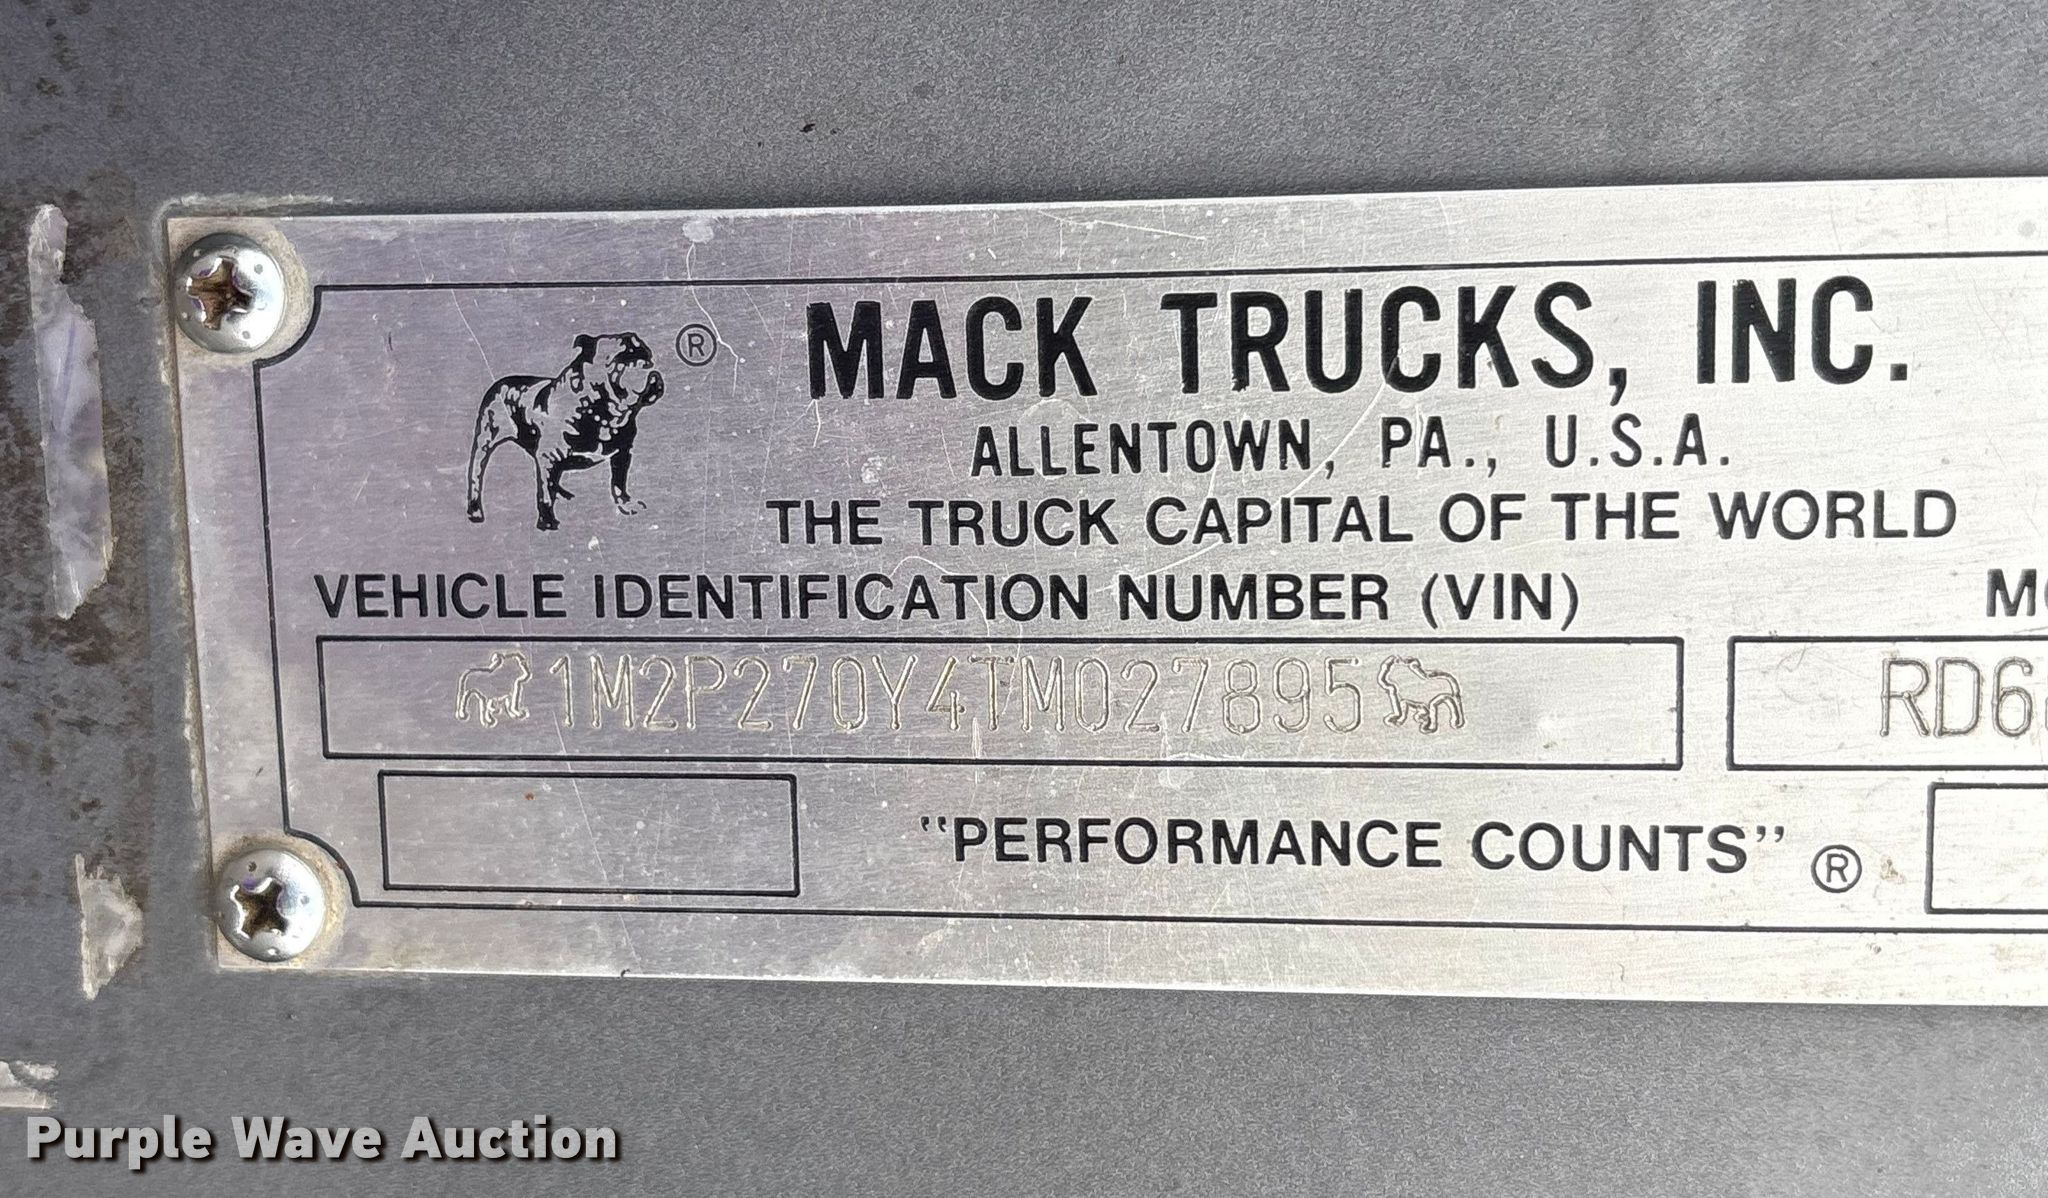 ® MACK TRUCKS, INC.
ALLENTOWN, PA., U.S.A.
THE TRUCK CAPITAL OF THE WORLD
VEHICLE IDENTIFICATION NUMBER (VIN)
1M2P270Y4TM027895 RD6
"PERFORMANCE COUNTS" ®
Purple Wave Auction